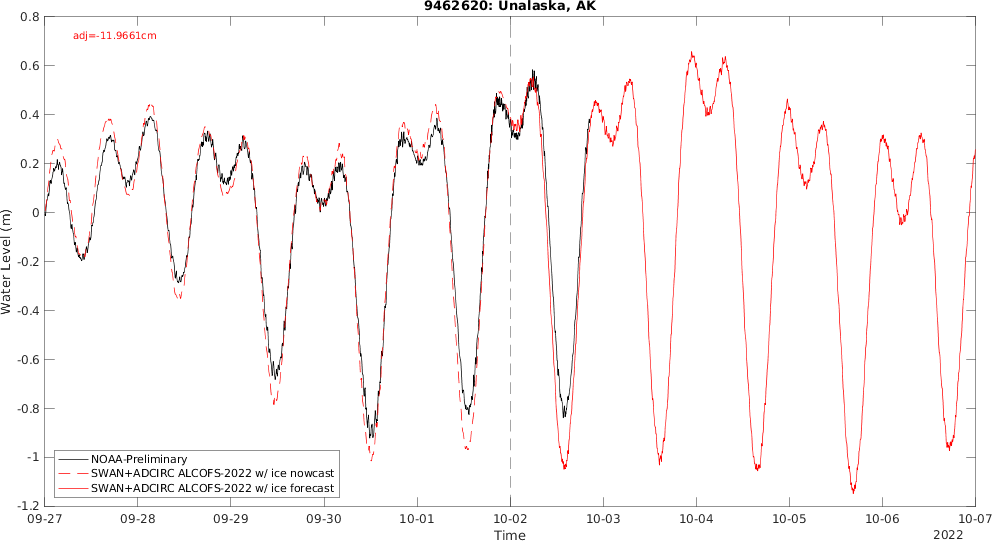 9462620: Unalaska, AK
adj=-11.9661cm
0.8
0.6
0.4
0.2
0
-0.2
-0.4
-0.6
-0.8
-1
-1.2
Water Level (m)
NOAA-Preliminary
SWAN+ADCIRC ALCOFS-2022 w/ ice nowcast
SWAN+ADCIRC ALCOFS-2022 w/ ice forecast
09-27 09-28 09-29 09-30 10-01 10-02 10-03 10-04 10-05 10-06 10-07
Time
2022